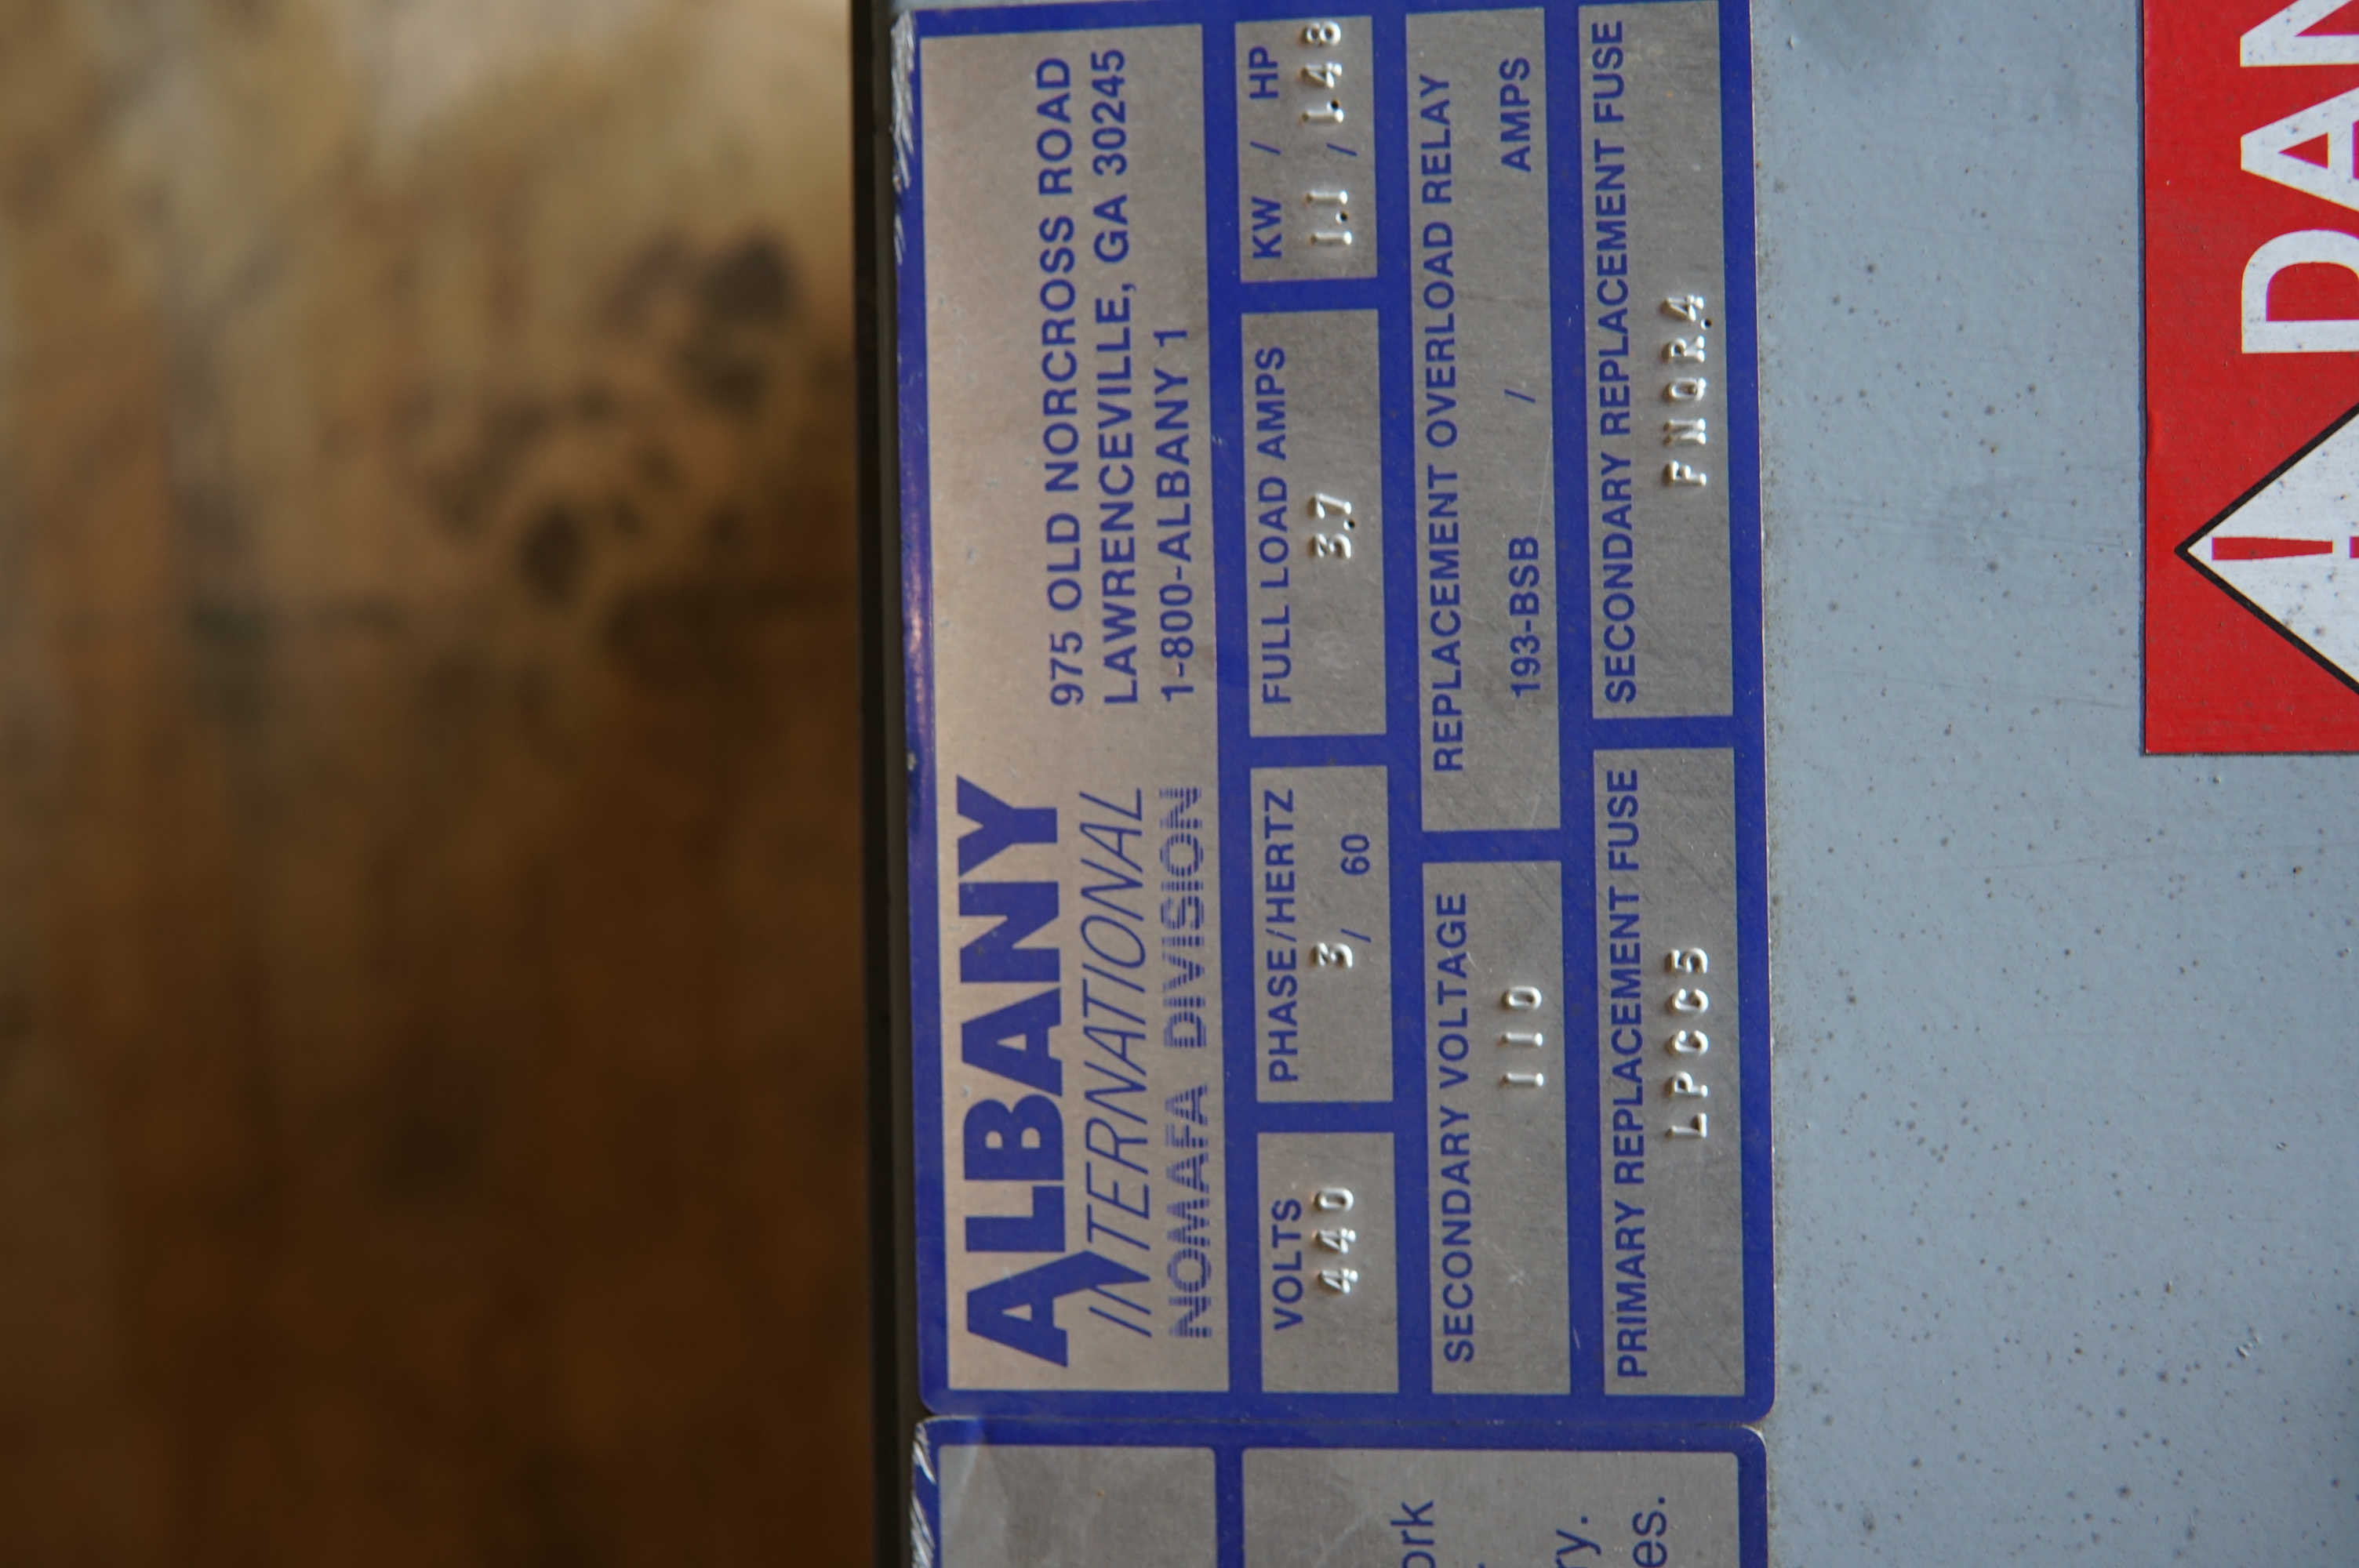 ALBANY
INTERNATIONAL
NOMAFA DIVISION
975 OLD NORCROSS ROAD
LAWRENCEVILLE, GA 30245
1-800-ALBANY 1
VOLTS
440
PHASE/HERTZ
3 / 60
FULL LOAD AMPS
3.7
KW / HP
1.1 / 1.48
SECONDARY VOLTAGE
110
REPLACEMENT OVERLOAD RELAY
193-BSB / AMPS
PRIMARY REPLACEMENT FUSE
LPCC5
SECONDARY REPLACEMENT FUSE
FNQR4